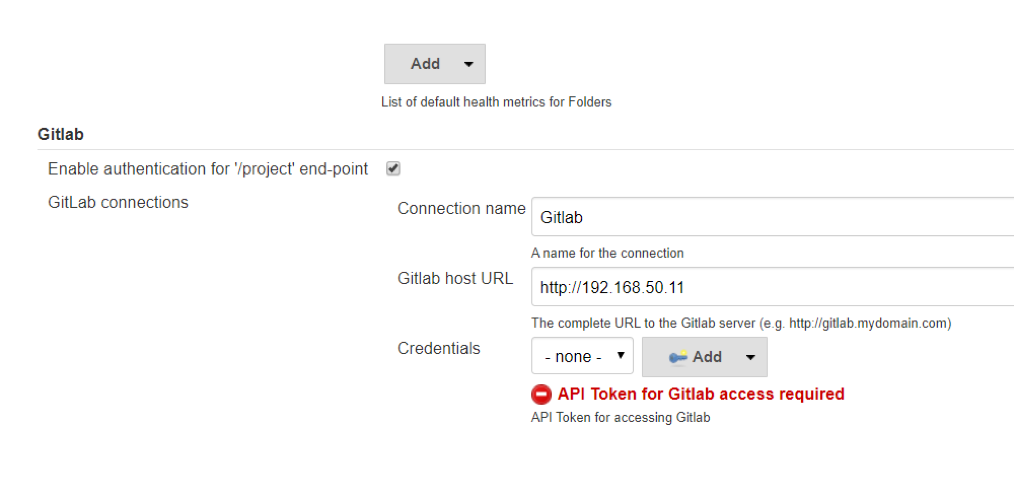 Add
List of default health metrics for Folders
Gitlab
Enable authentication for '/project' end-point
GitLab connections
Connection name
Gitlab
A name for the connection
Gitlab host URL
http://192.168.50.11
The complete URL to the Gitlab server (e.g. http://gitlab.mydomain.com)
Credentials
- none -
Add
API Token for Gitlab access required
API Token for accessing Gitlab